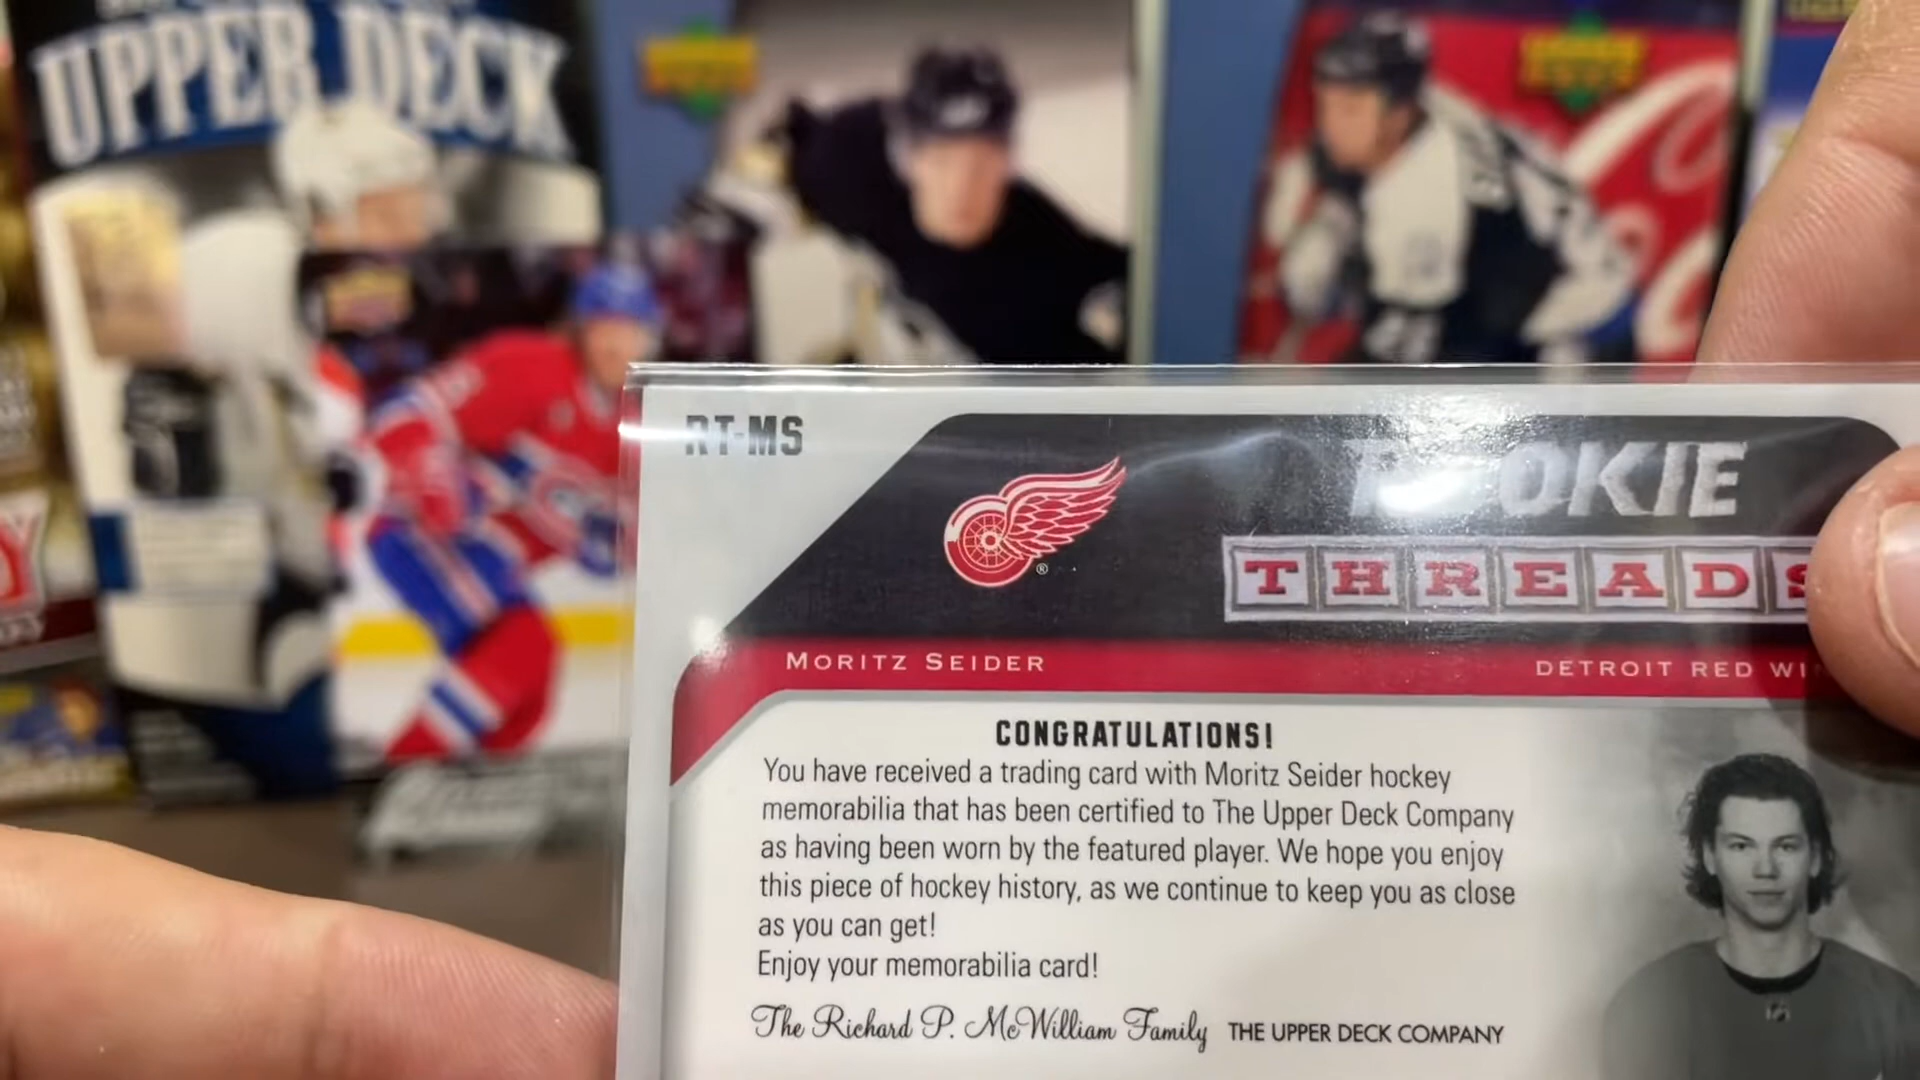 UPPER DECK
RT-MS
ROOKIE
THREADS
MORITZ SEIDER
DETROIT RED WI
CONGRATULATIONS!
You have received a trading card with Moritz Seider hockey
memorabilia that has been certified to The Upper Deck Company
as having been worn by the featured player. We hope you enjoy
this piece of hockey history, as we continue to keep you as close
as you can get!
Enjoy your memorabilia card!
The Richard P. McWilliam Family THE UPPER DECK COMPANY